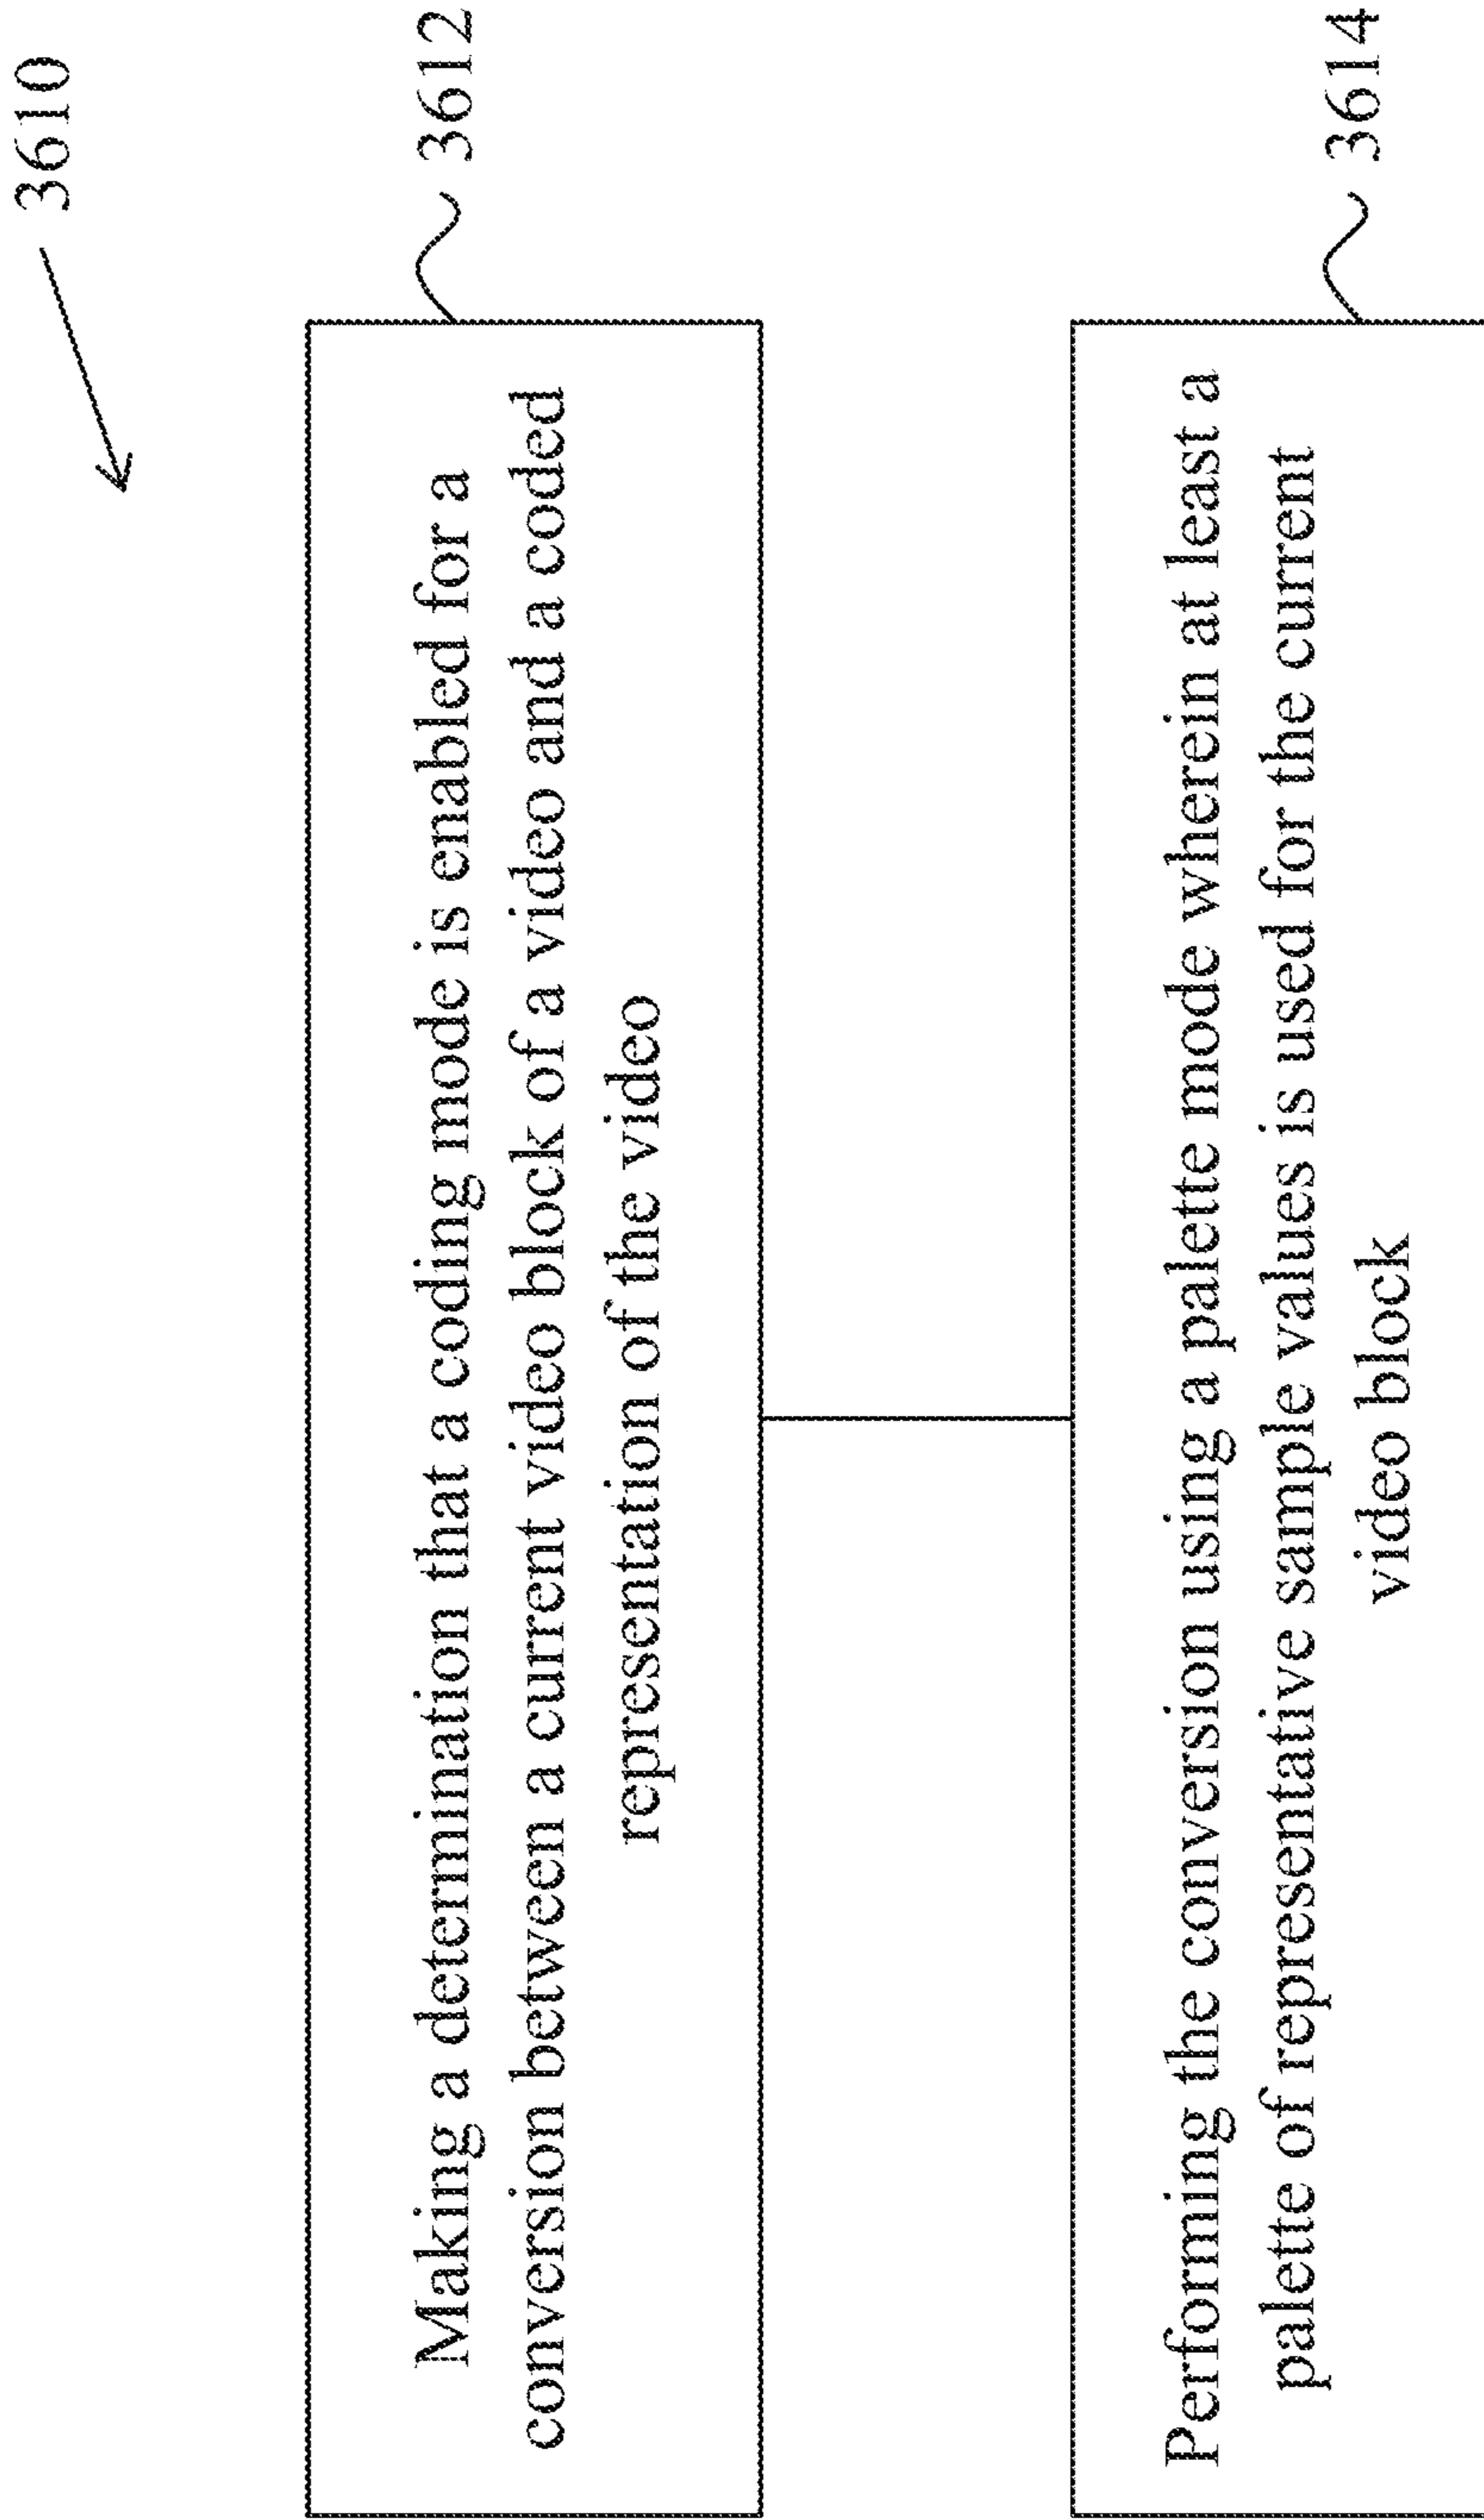 3610
Making a determination that a coding mode is enabled for a
conversion between a current video block of a video and a coded
representation of the video
3612
Performing the conversion using a palette mode wherein at least a
palette of representative sample values is used for the current
video block
3614